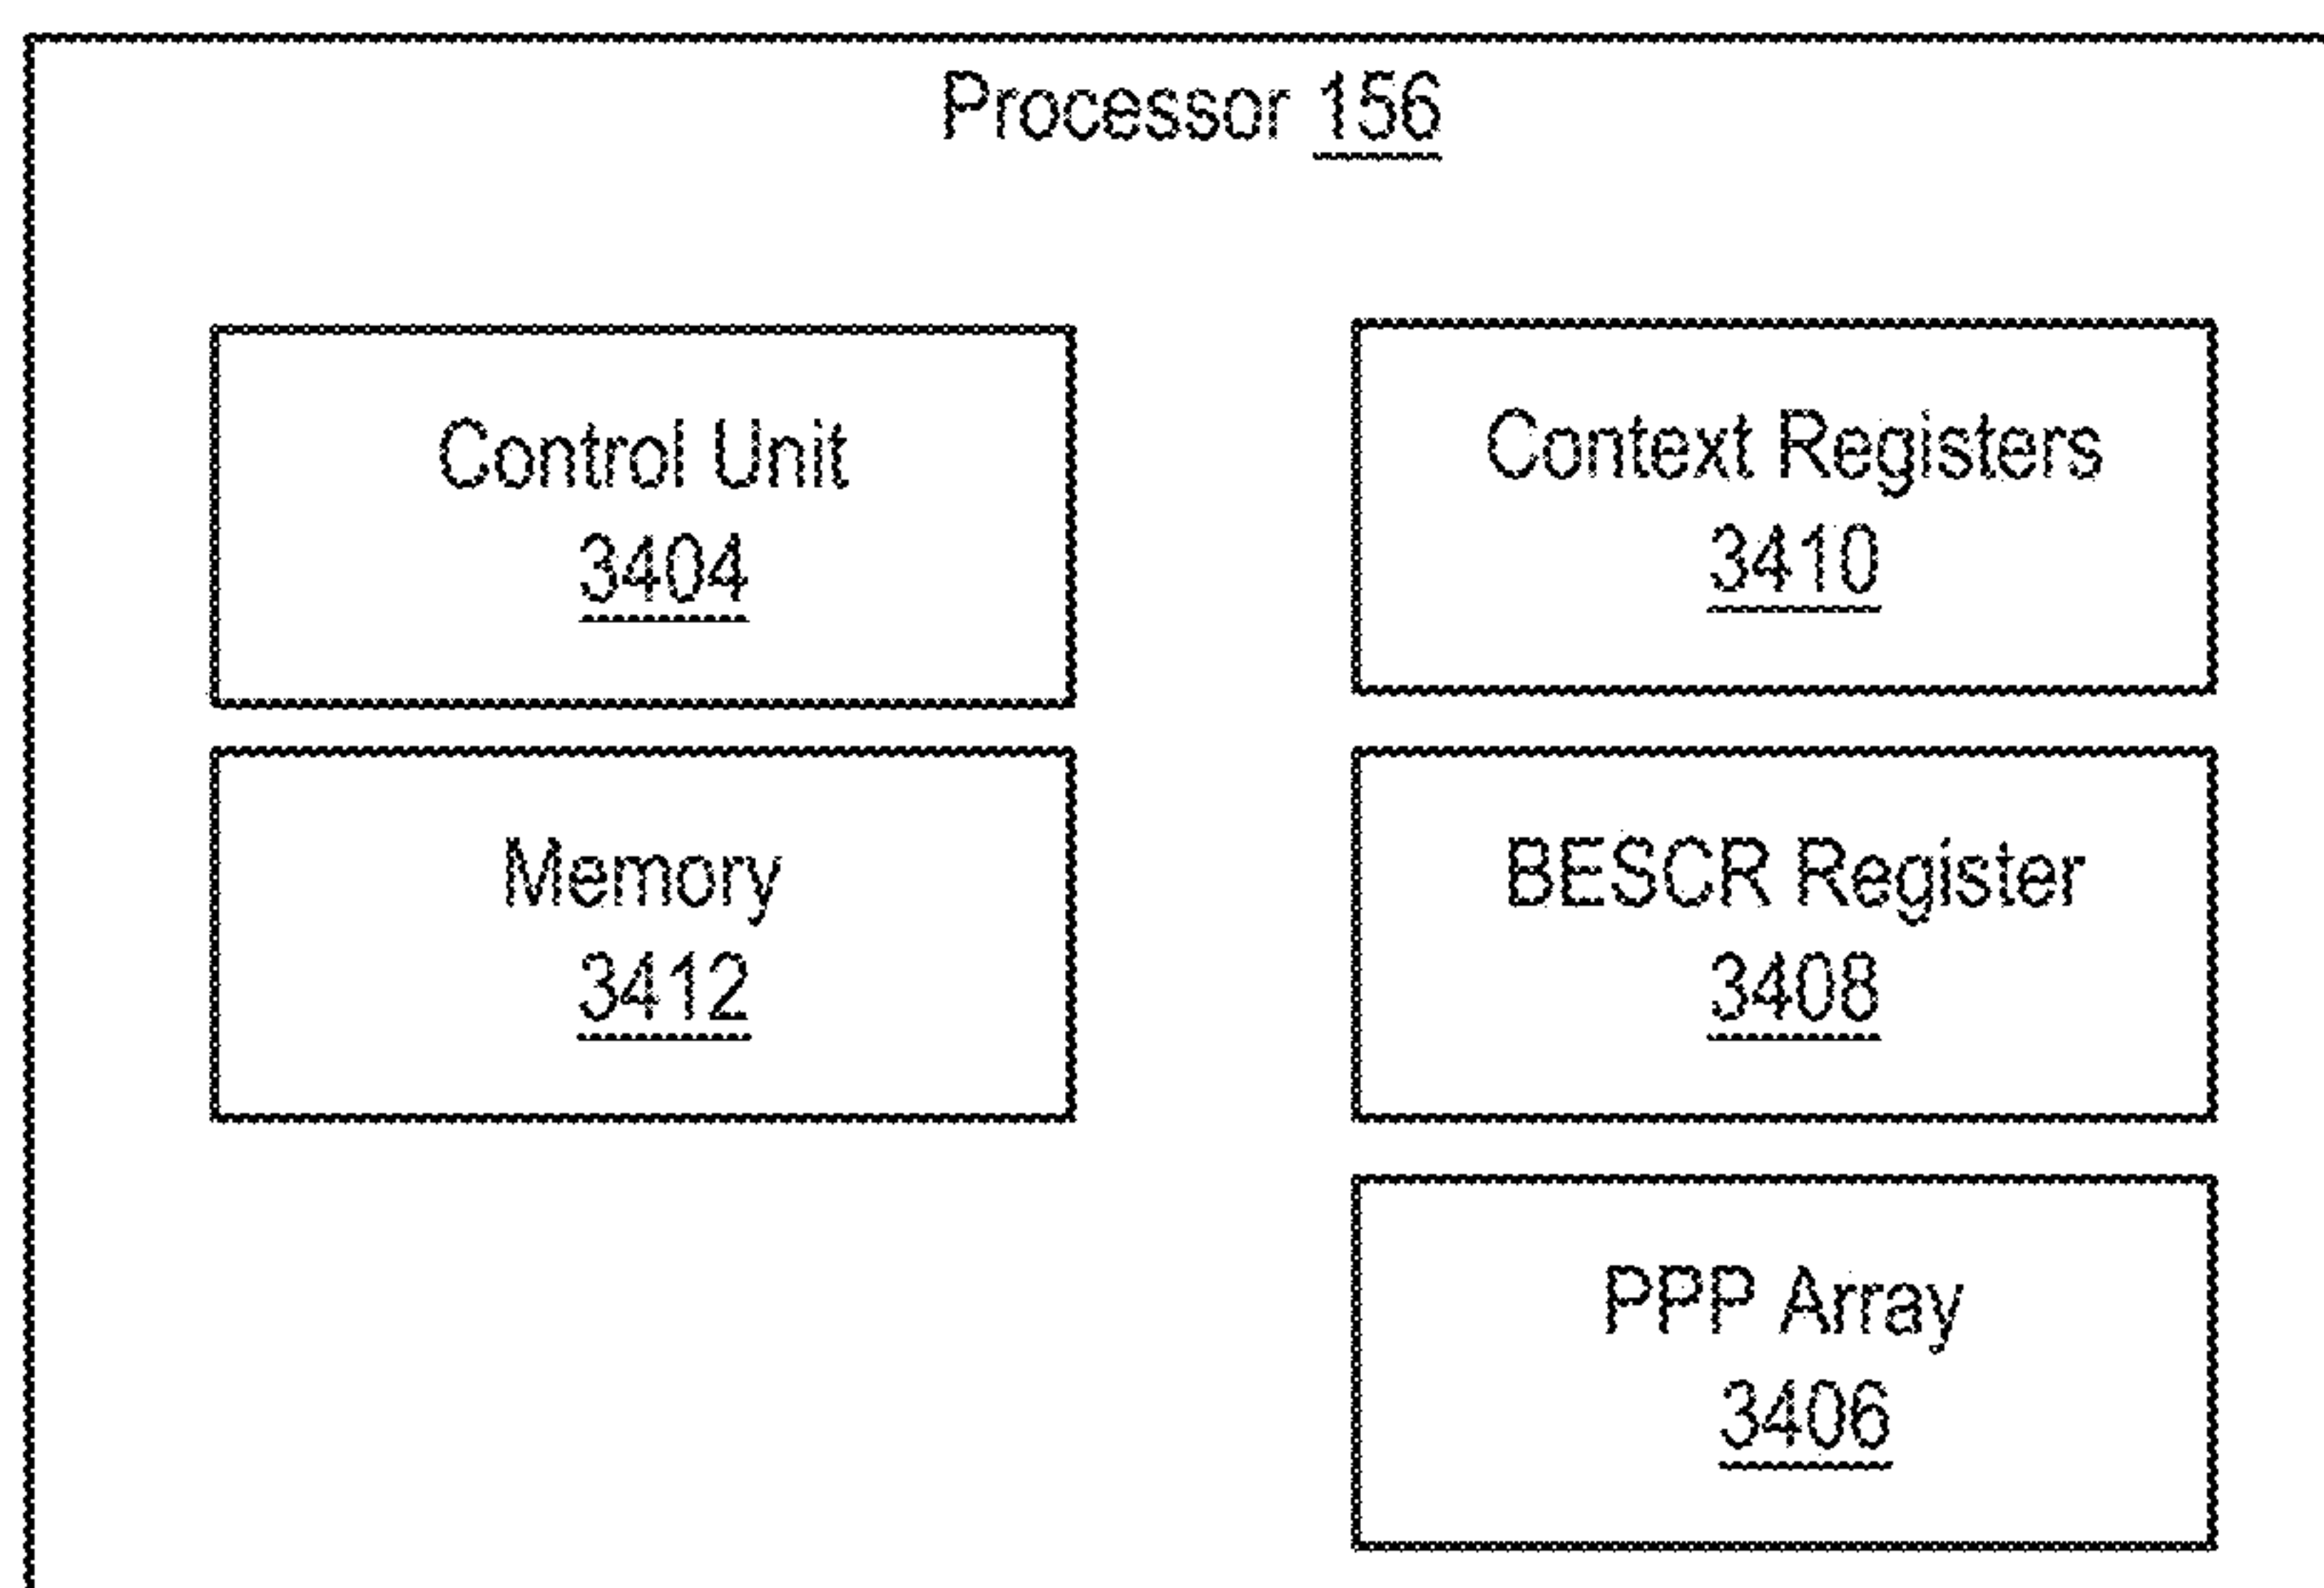 Processor 156
Control Unit
3404
Context Registers
3410
Memory
3412
BESCR Register
3408
PPP Array
3406